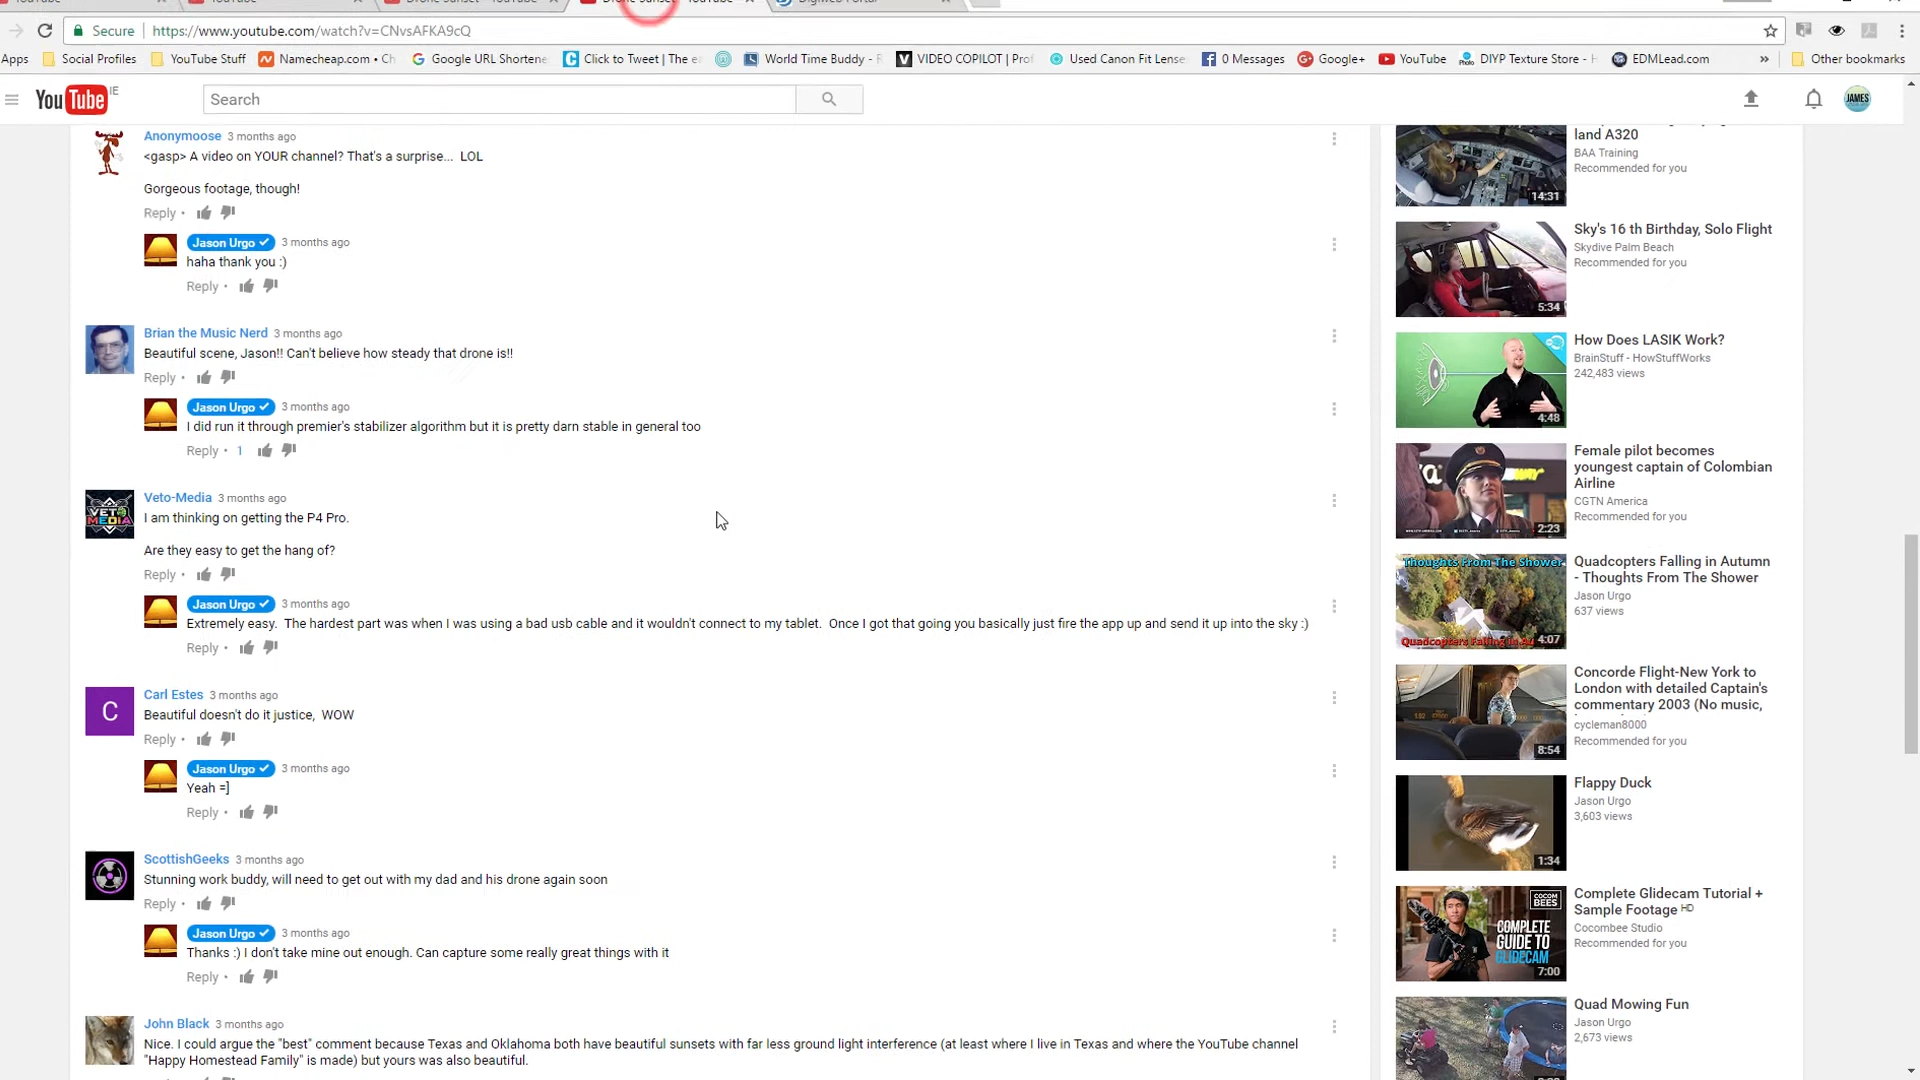 Secure https://www.youtube.com/watch?v=CNvsAFKA9cQ
Apps Social Profiles YouTube Stuff Namecheap.com • Ch Google URL Shortene Click to Tweet | The ea World Time Buddy - F VIDEO COPILOT | Prof Used Canon Fit Lense 0 Messages Google+ YouTube DIYP Texture Store - H EDMLead.com » Other bookmarks
YouTube IE
Search
JAMES
Anonymoose 3 months ago
<gasp> A video on YOUR channel? That's a surprise... LOL
Gorgeous footage, though!
Reply •
Jason Urgo 3 months ago
haha thank you :)
Reply •
Brian the Music Nerd 3 months ago
Beautiful scene, Jason!! Can't believe how steady that drone is!!
Reply •
Jason Urgo 3 months ago
I did run it through premier's stabilizer algorithm but it is pretty darn stable in general too
Reply • 1
VETO MEDIA
Veto-Media 3 months ago
I am thinking on getting the P4 Pro.
Are they easy to get the hang of?
Reply •
Jason Urgo 3 months ago
Extremely easy. The hardest part was when I was using a bad usb cable and it wouldn't connect to my tablet. Once I got that going you basically just fire the app up and send it up into the sky :)
Reply •
C
Carl Estes 3 months ago
Beautiful doesn't do it justice, WOW
Reply •
Jason Urgo 3 months ago
Yeah =]
Reply •
ScottishGeeks 3 months ago
Stunning work buddy, will need to get out with my dad and his drone again soon
Reply •
Jason Urgo 3 months ago
Thanks :) I don't take mine out enough. Can capture some really great things with it
Reply •
John Black 3 months ago
Nice. I could argue the "best" comment because Texas and Oklahoma both have beautiful sunsets with far less ground light interference (at least where I live in Texas and where the YouTube channel
"Happy Homestead Family" is made) but yours was also beautiful.
land A320
BAA Training
Recommended for you
14:31
Sky's 16 th Birthday, Solo Flight
Skydive Palm Beach
Recommended for you
5:34
How Does LASIK Work?
BrainStuff - HowStuffWorks
242,483 views
4:48
Female pilot becomes
youngest captain of Colombian
Airline
CGTN America
Recommended for you
2:23
Thoughts From The Shower
Quadcopters Falling in Au
4:07
Quadcopters Falling in Autumn
- Thoughts From The Shower
Jason Urgo
637 views
Concorde Flight-New York to
London with detailed Captain's
commentary 2003 (No music,
cycleman8000
Recommended for you
8:54
Flappy Duck
Jason Urgo
3,603 views
1:34
COCOM BEES
COMPLETE
GUIDE TO
GLIDECAM
7:00
Complete Glidecam Tutorial +
Sample Footage HD
Cocombee Studio
Recommended for you
Quad Mowing Fun
Jason Urgo
2,673 views